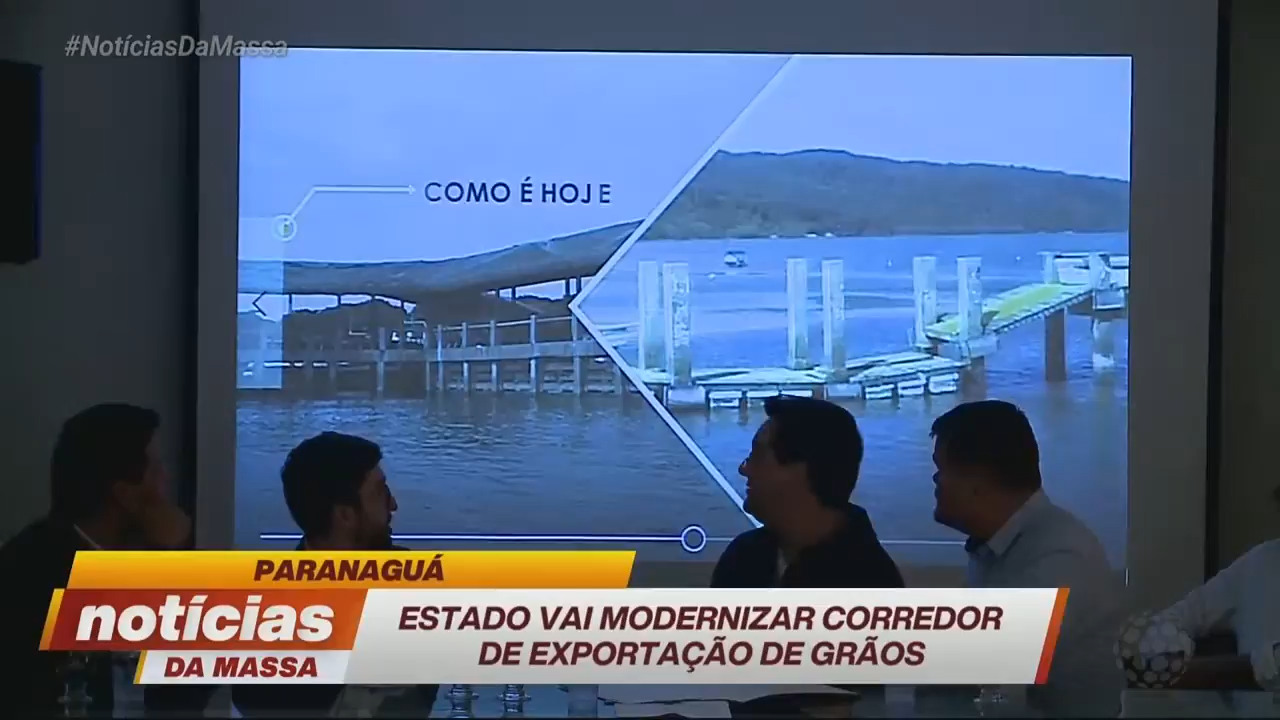 #NotíciasDaMassa
COMO É HOJE
PARANAGUÁ
notícias
DA MASSA
ESTADO VAI MODERNIZAR CORREDOR
DE EXPORTAÇÃO DE GRÃOS